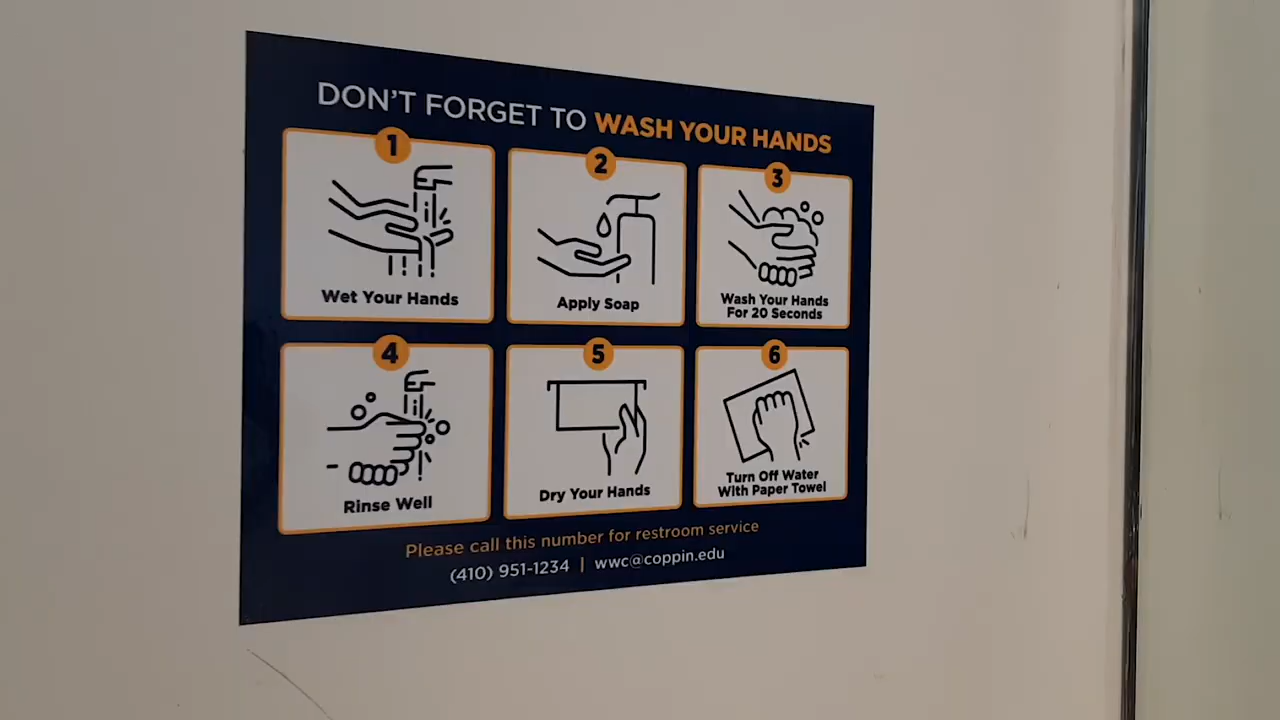 DON'T FORGET TO WASH YOUR HANDS
1
Wet Your Hands
2
Apply Soap
3
Wash Your Hands
For 20 Seconds
4
Rinse Well
5
Dry Your Hands
6
Turn Off Water
With Paper Towel
Please call this number for restroom service
(410) 951-1234 | wwc@coppin.edu